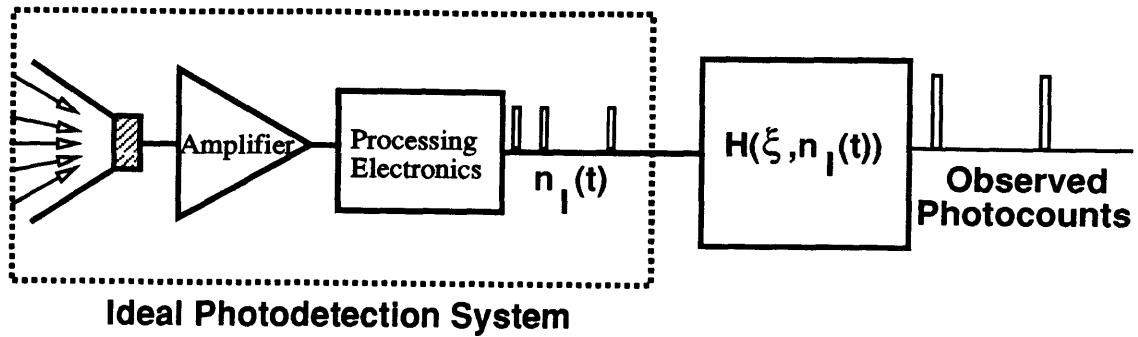 Amplifier
Processing
Electronics
n_I(t)
H(ξ,n_I(t))
Observed
Photocounts
Ideal Photodetection System